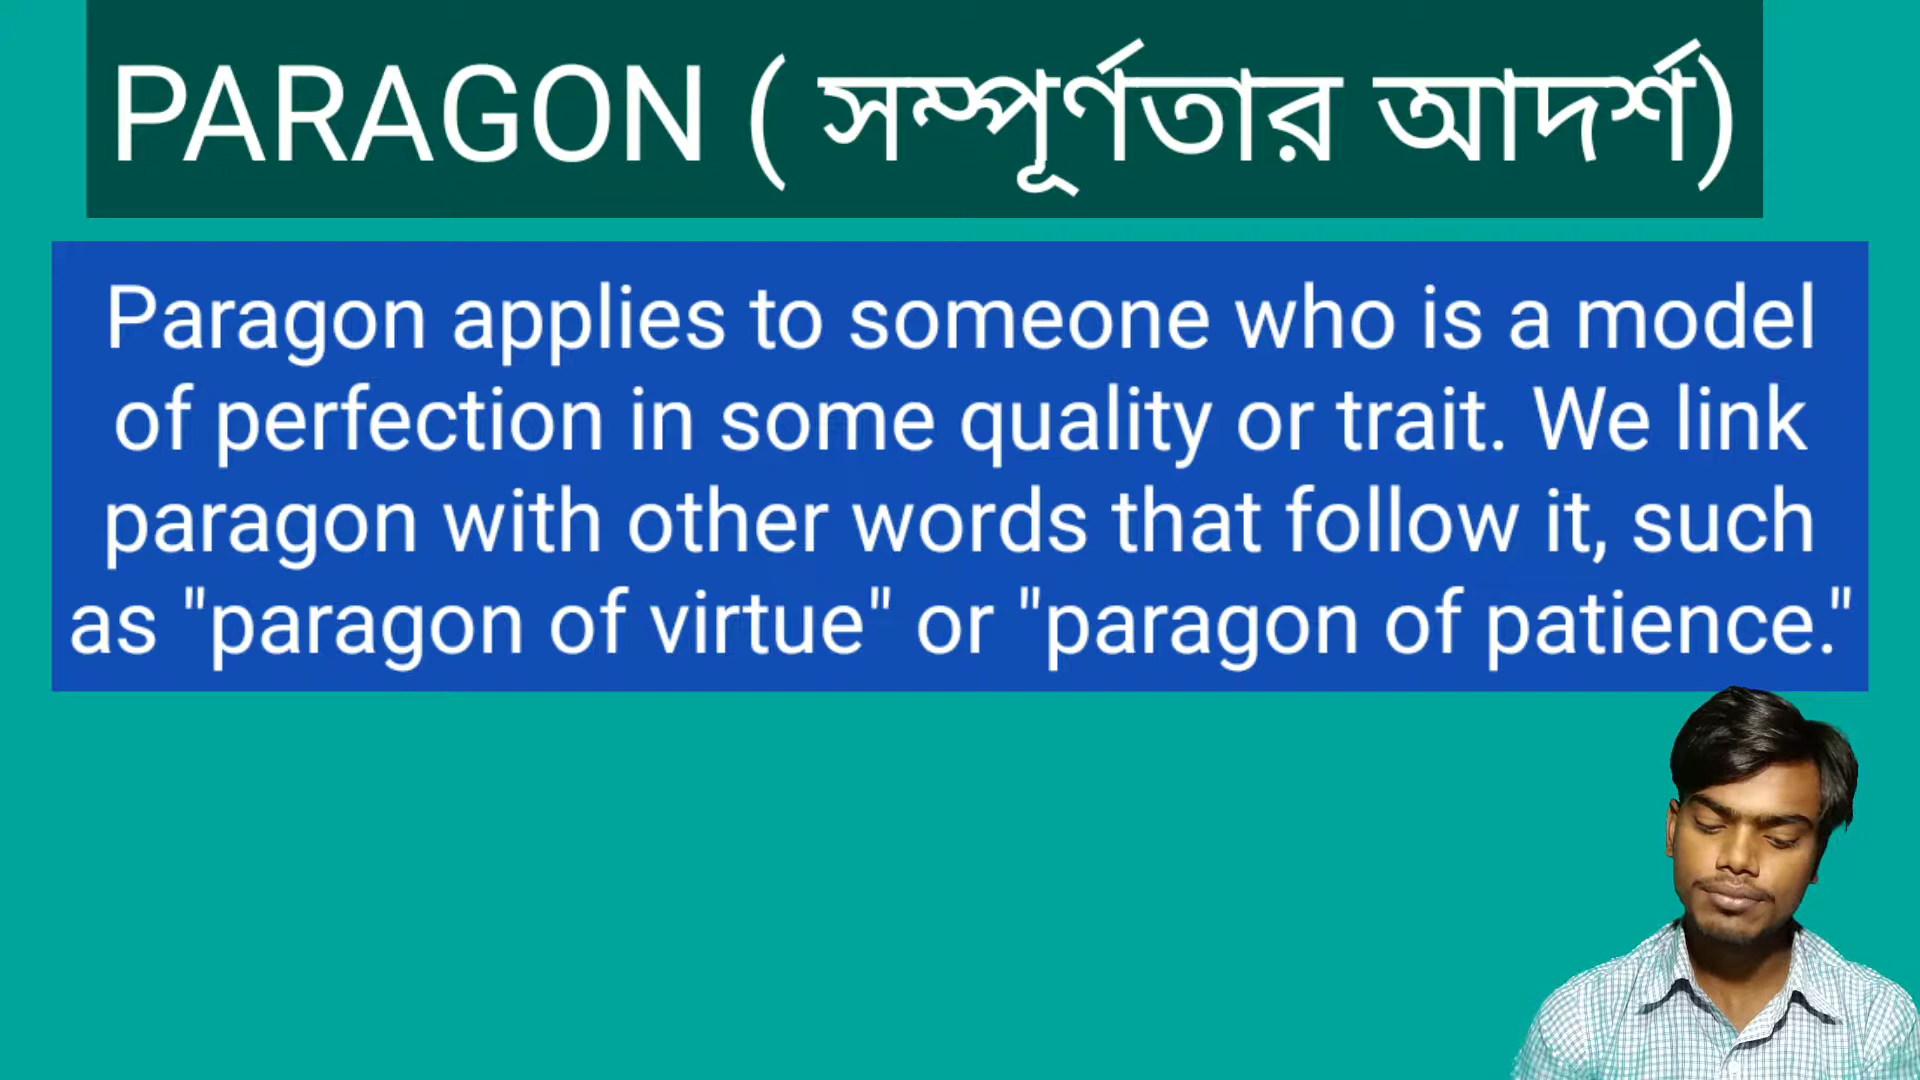 PARAGON ( সম্পূর্ণতার আদর্শ)
Paragon applies to someone who is a model
of perfection in some quality or trait. We link
paragon with other words that follow it, such
as "paragon of virtue" or "paragon of patience."